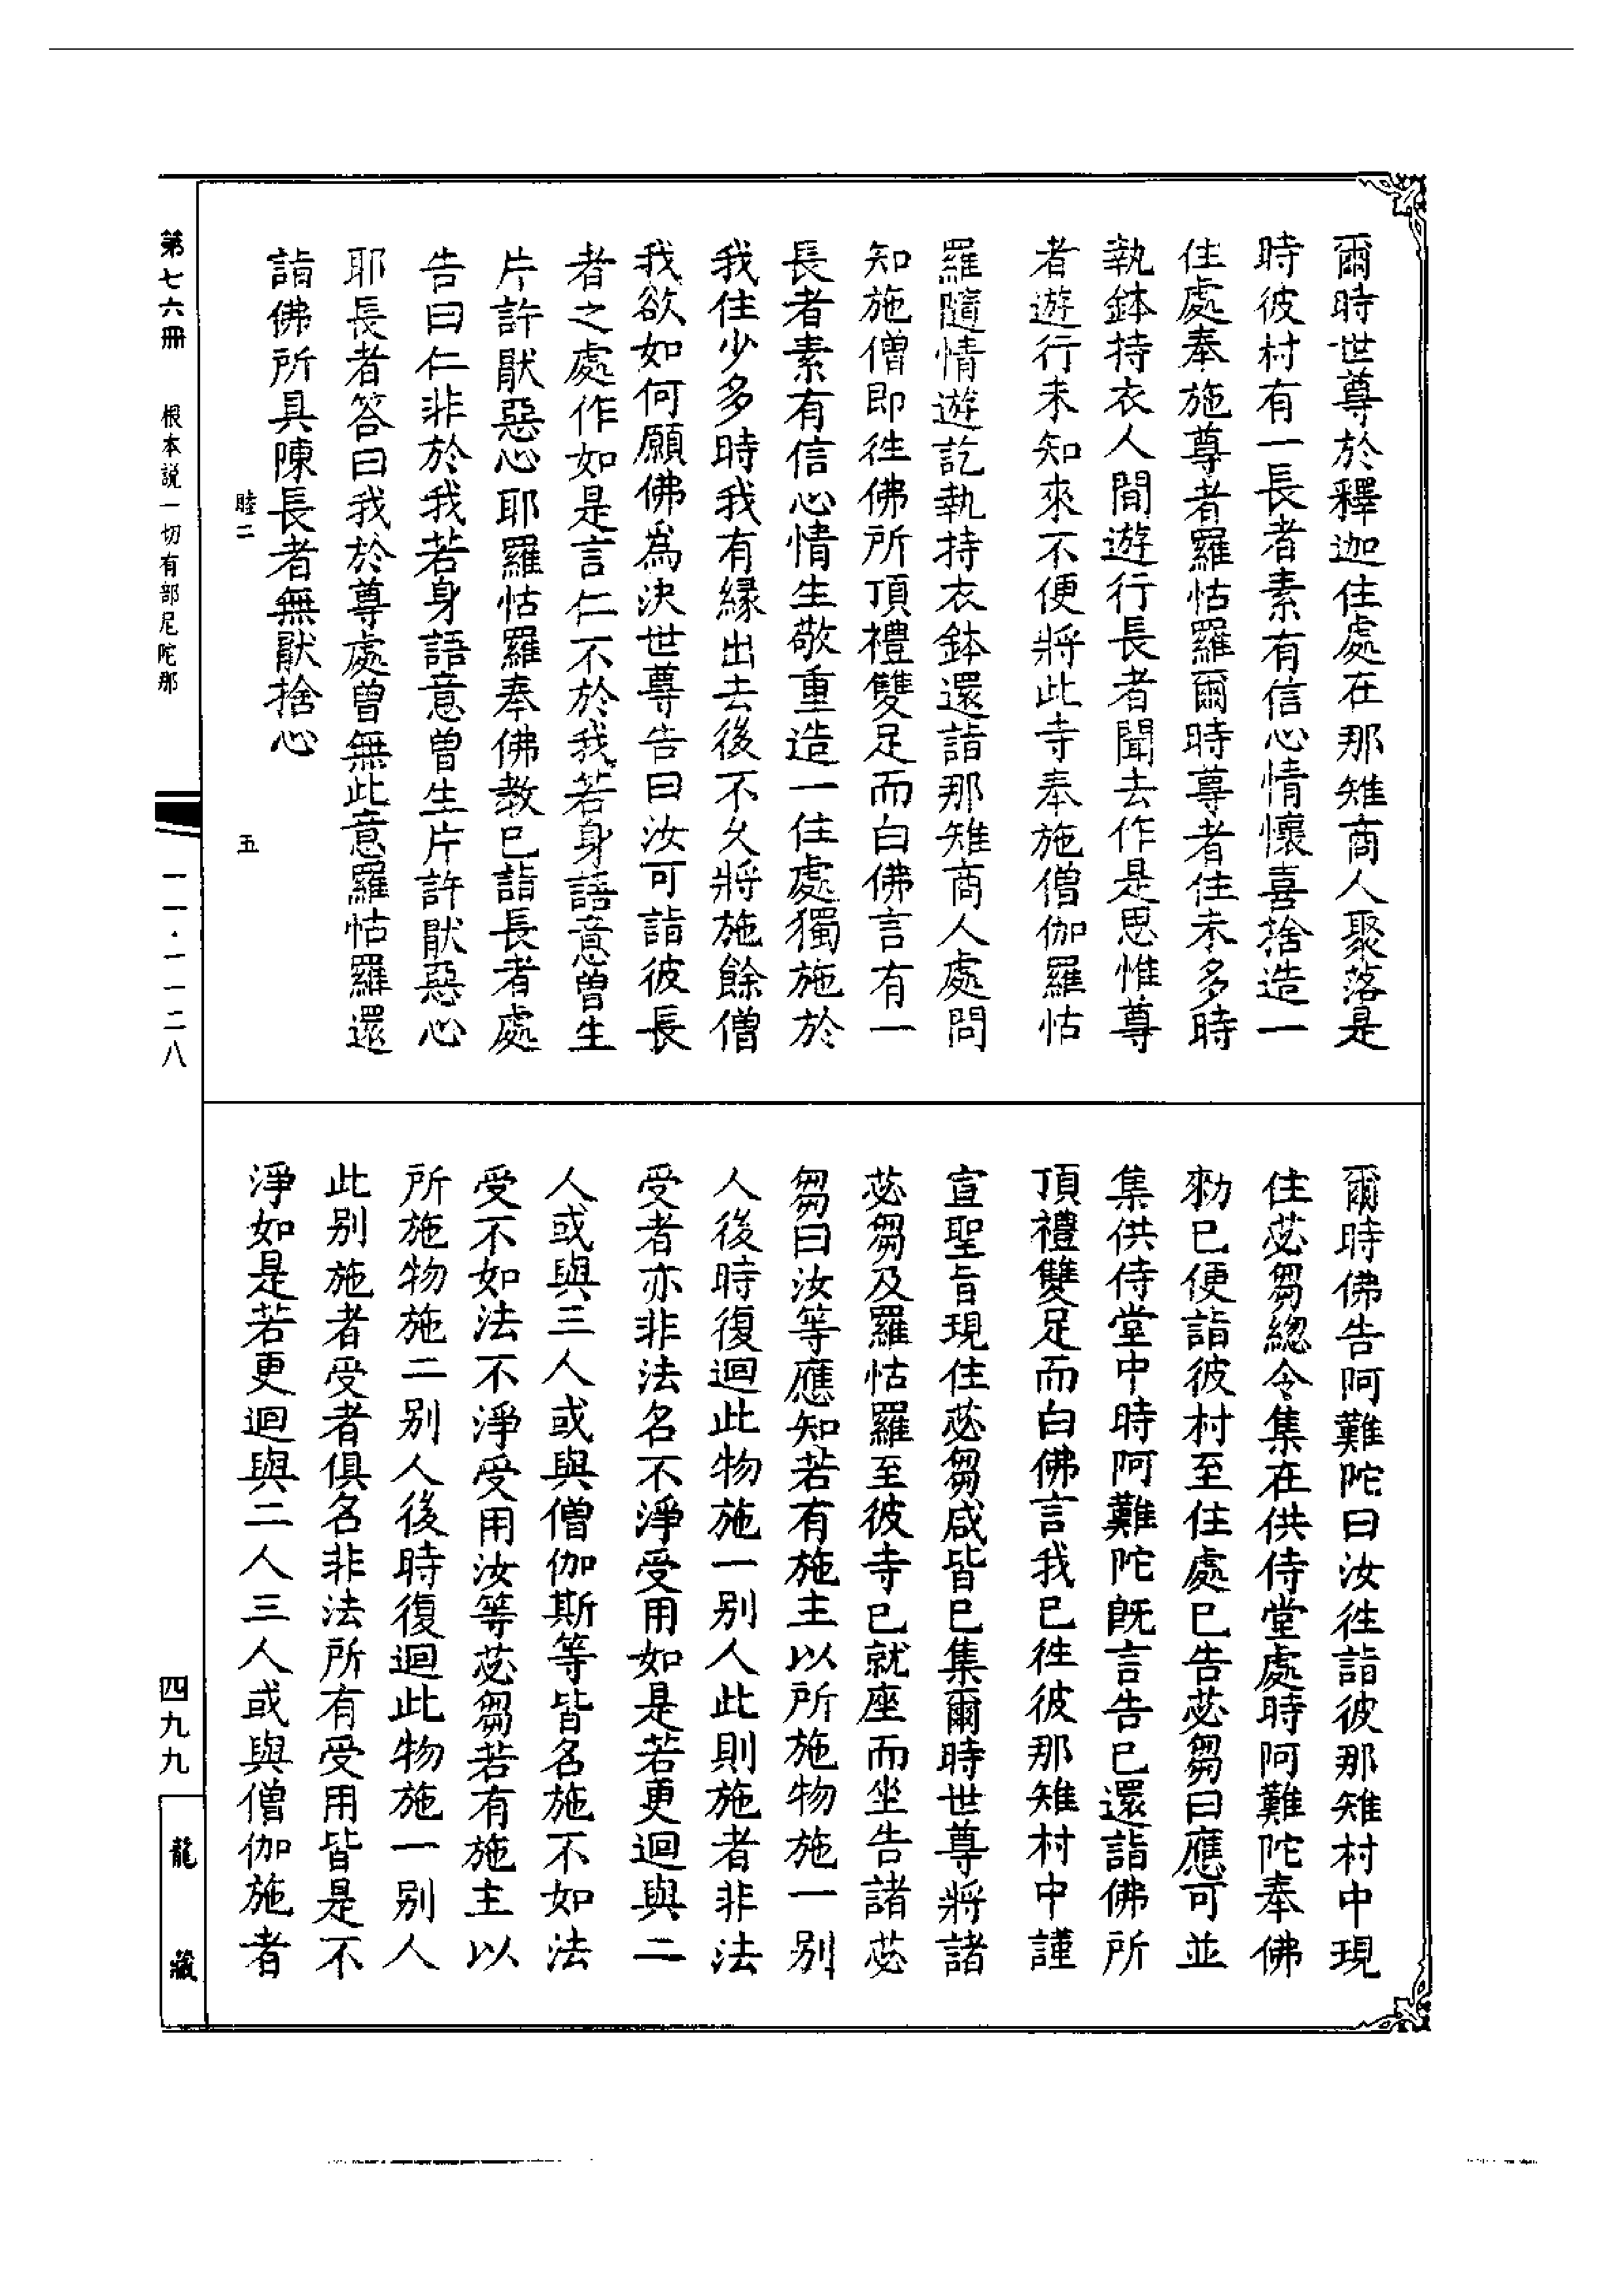 爾時世尊於釋迦住處在那雉商人聚落是
時彼村有一長者素有信心情懷喜捨造一
住處奉施尊者羅怙羅爾時尊者住未多時
執鉢持衣人間遊行長者聞去作是思惟尊
者遊行未知來不便將此寺奉施僧伽羅怙
羅隨情遊訖執持衣鉢還詣那雉商人處問
知施僧即徃佛所頂禮雙足而白佛言有一
長者素有信心情生敬重造一住處獨施於
我住少多時我有緣出去後不久將施餘僧
我欲如何願佛為決世尊告曰汝可詣彼長
者之處作如是言仁不於我若身語意曽生
片許猒惡心耶羅怙羅奉佛教已詣長者處
告曰仁非於我若身語意曽生片許猒惡心
耶長者答曰我於尊處曽無此意羅怙羅還
詣佛所具陳長者無猒捨心
睦二
五
爾時佛告阿難陀曰汝徃詣彼那雉村中現
住苾芻緫令集在供侍堂處時阿難陀奉佛
勑已便詣彼村至住處已告苾芻曰應可並
集供侍堂中時阿難陀既言告已還詣佛所
頂禮雙足而白佛言我已徃彼那雉村中謹
宣聖旨現住苾芻咸皆已集爾時世尊將諸
苾芻及羅怙羅至彼寺已就座而坐告諸苾
芻曰汝等應知若有施主以所施物施一别
人後時復迴此物施一别人此則施者非法
受者亦非法名不淨受用如是若更迴與二
人或與三人或與僧伽斯等皆名施不如法
受不如法不淨受用汝等苾芻若有施主以
所施物施二别人後時復迴此物施一别人
此别施者受者俱名非法所有受用皆是不
淨如是若更迴與二人三人或與僧伽施者
第七六冊
根本説一切有部尼陀那
一一·一一二八
四九九
龍藏